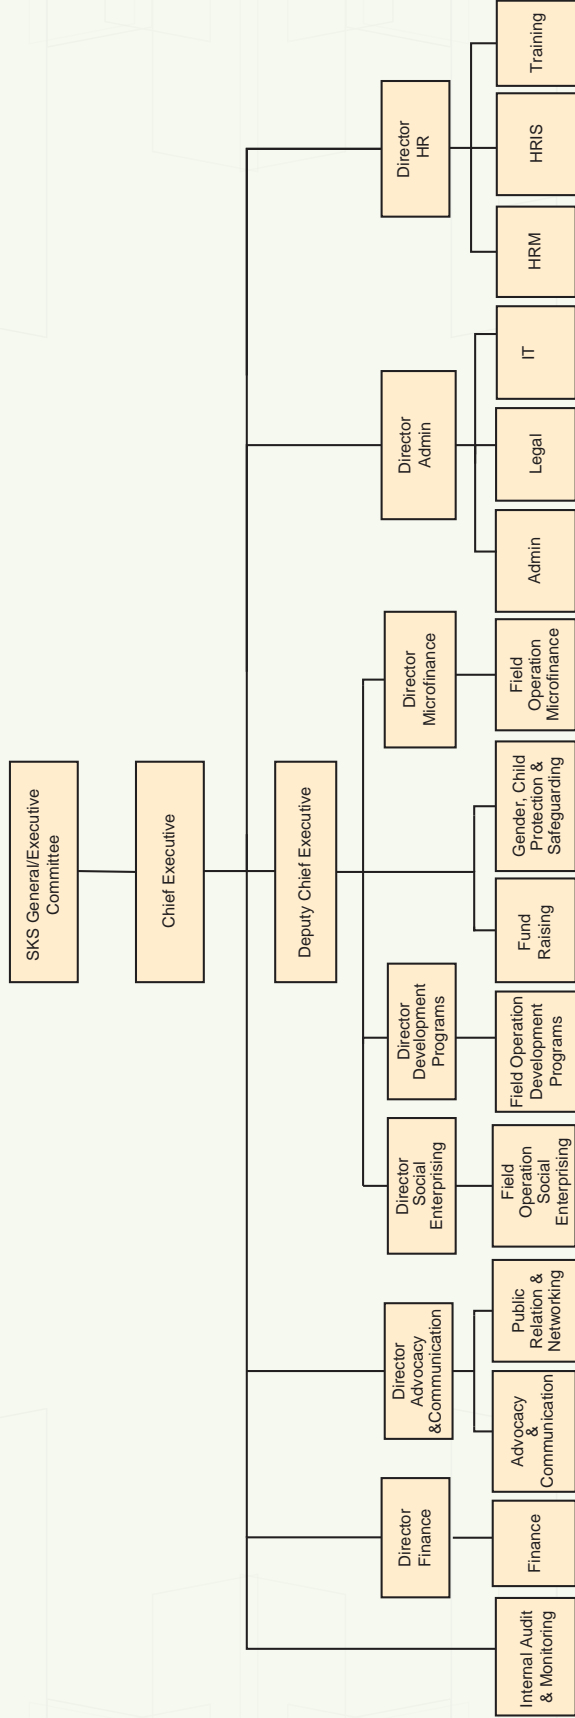 SKS General/Executive
Committee
Chief Executive
Deputy Chief Executive
Director
Finance
Director
Advocacy
&Communication
Director
Social
Enterprising
Director
Development
Programs
Director
Microfinance
Director
Admin
Director
HR
Internal Audit
& Monitoring
Finance
Advocacy
&
Communication
Public
Relation &
Networking
Field
Operation
Social
Enterprising
Field Operation
Development
Programs
Fund
Raising
Gender, Child
Protection &
Safeguarding
Field
Operation
Microfinance
Admin
Legal
IT
HRM
HRIS
Training